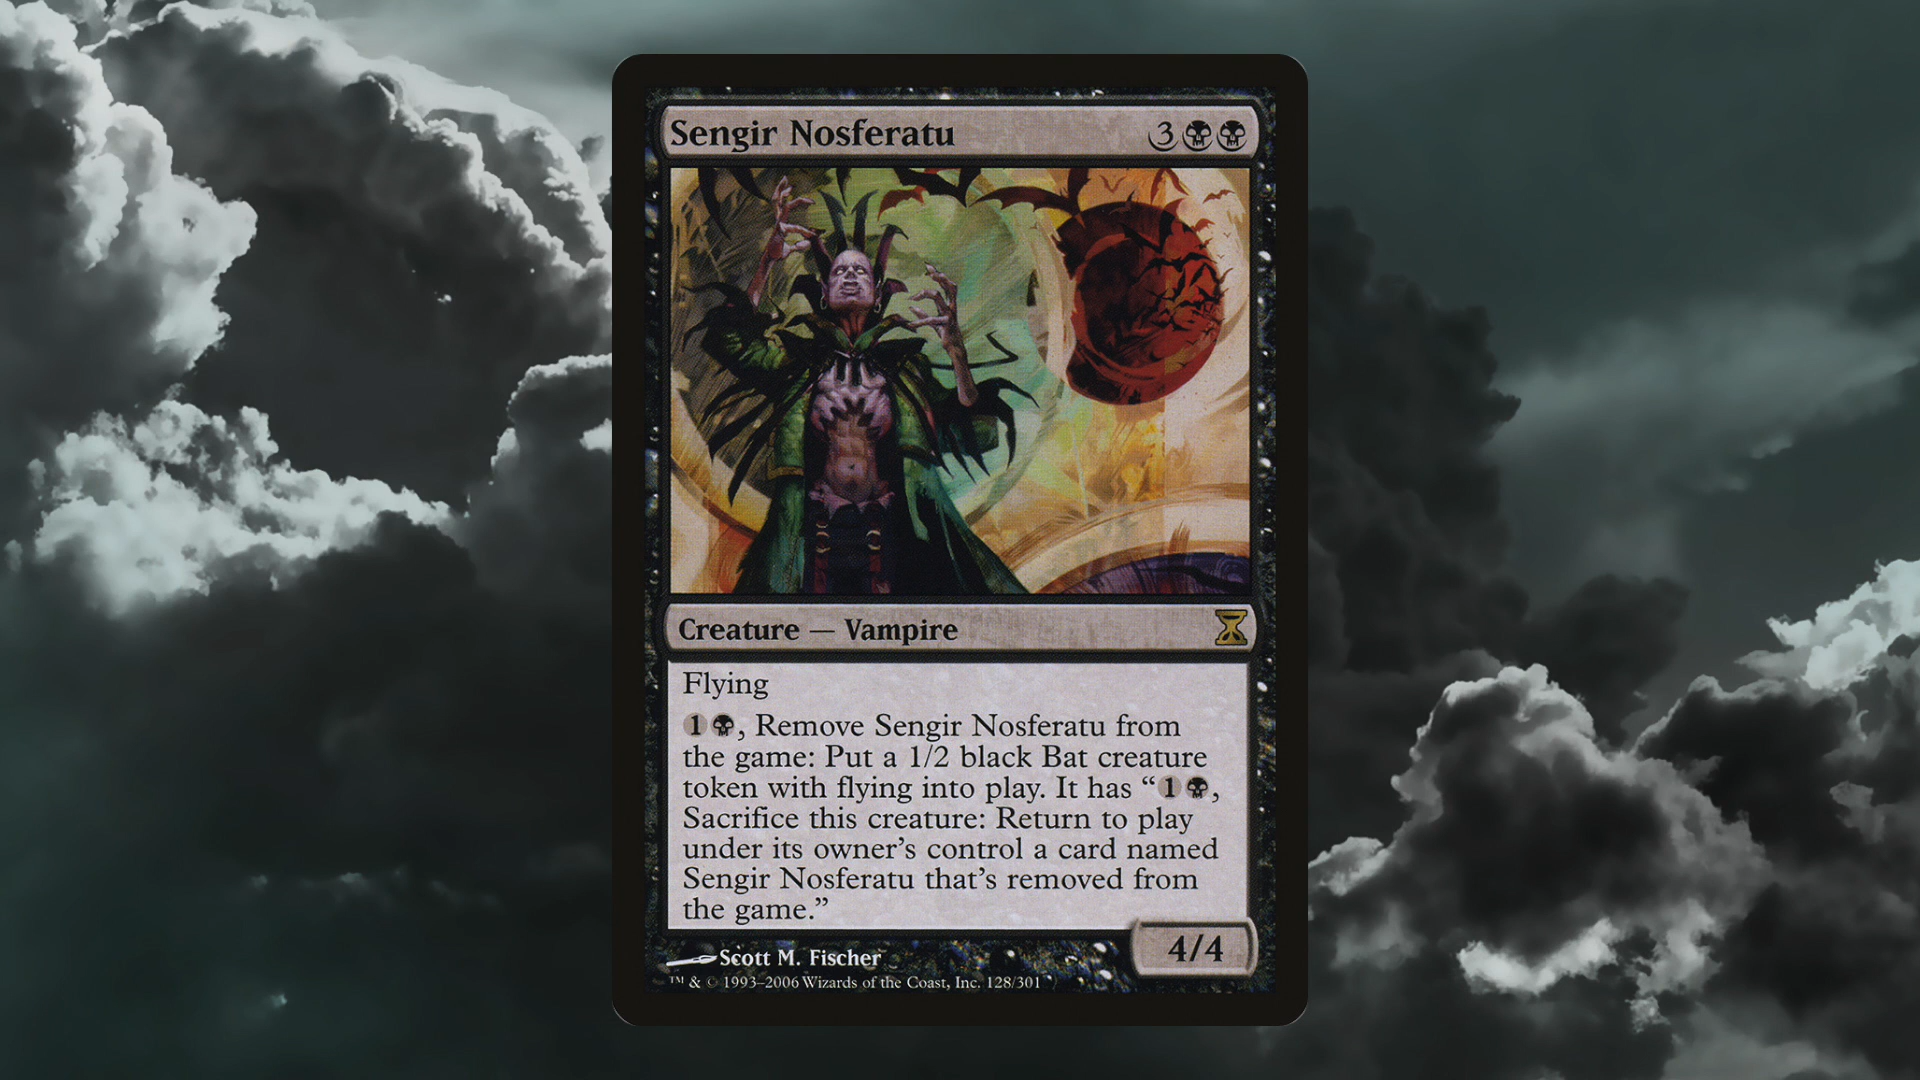 Sengir Nosferatu 3
Creature — Vampire
Flying
1, Remove Sengir Nosferatu from
the game: Put a 1/2 black Bat creature
token with flying into play. It has “1,
Sacrifice this creature: Return to play
under its owner’s control a card named
Sengir Nosferatu that’s removed from
the game.”
4/4
Scott M. Fischer
™ & © 1993–2006 Wizards of the Coast, Inc. 128/301